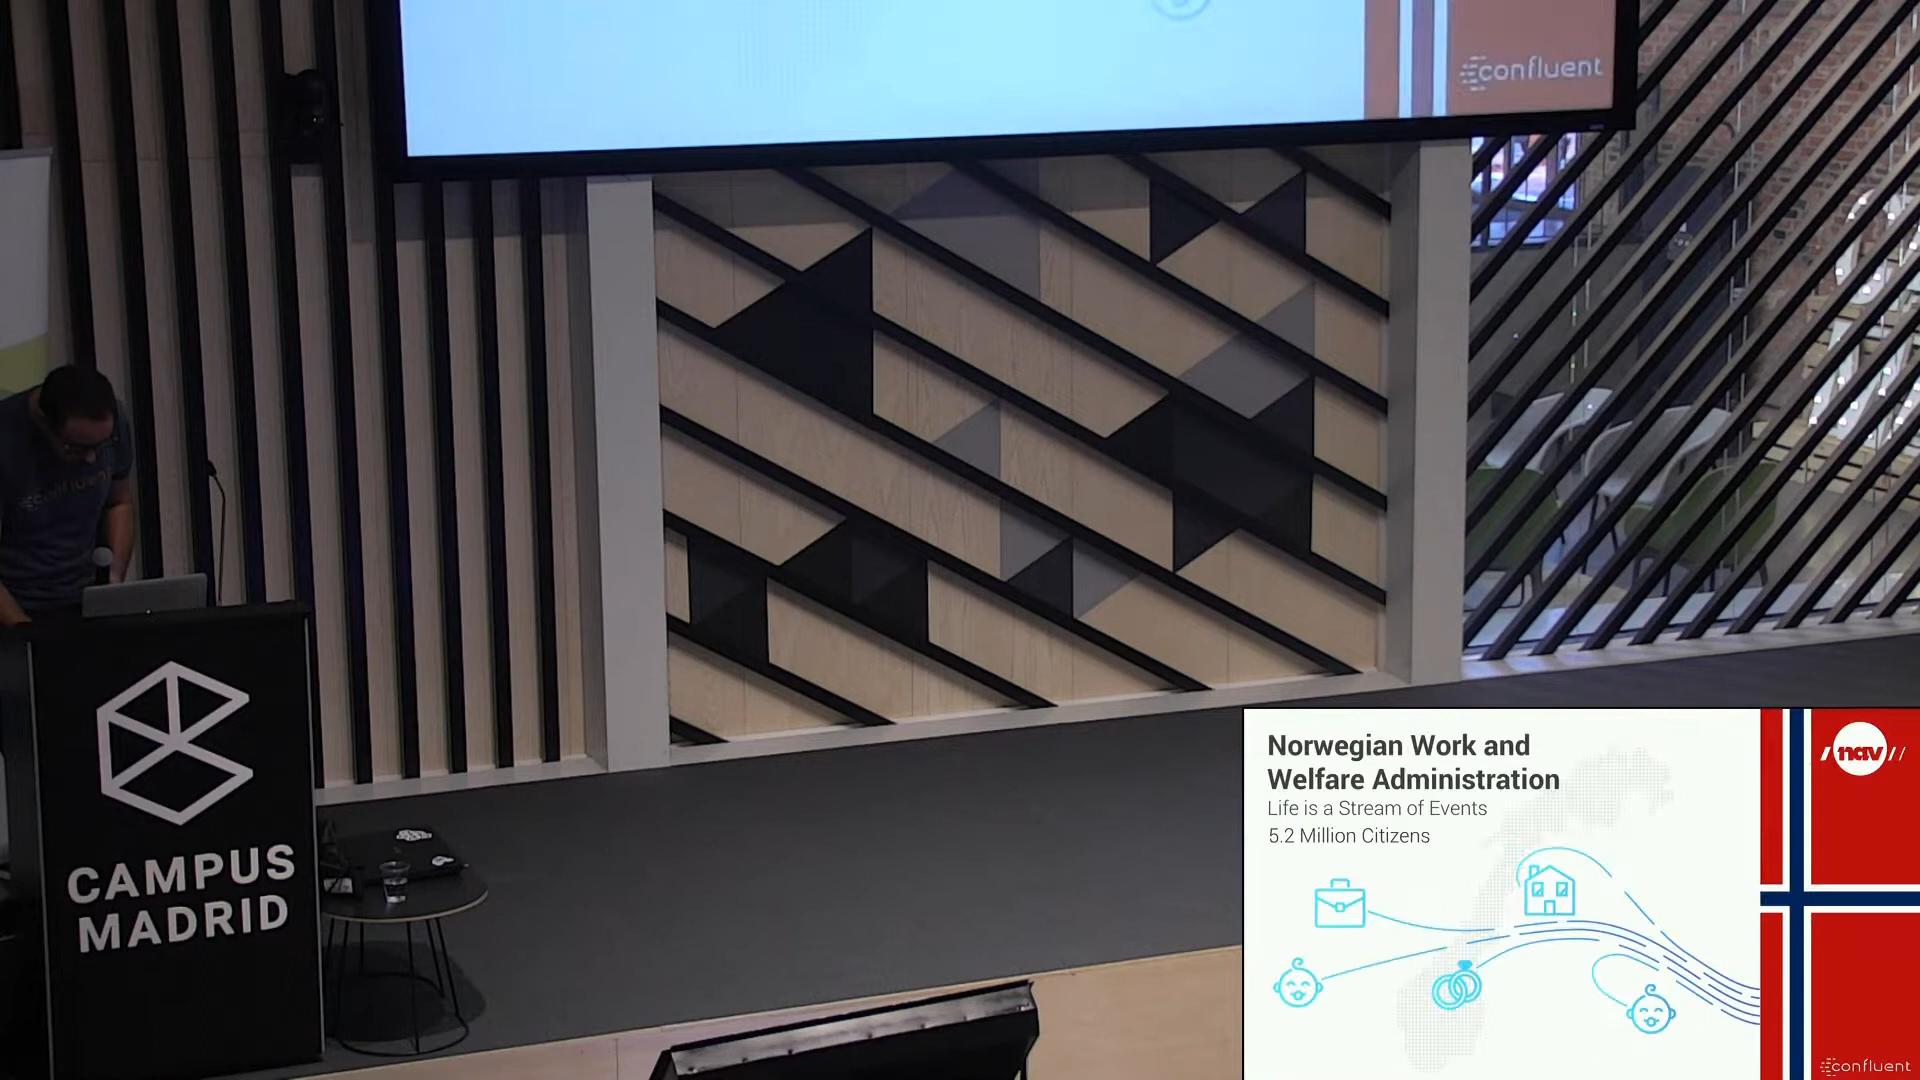 confluent
confluent
CAMPUS
MADRID
Norwegian Work and
Welfare Administration
Life is a Stream of Events
5.2 Million Citizens
nav
confluent